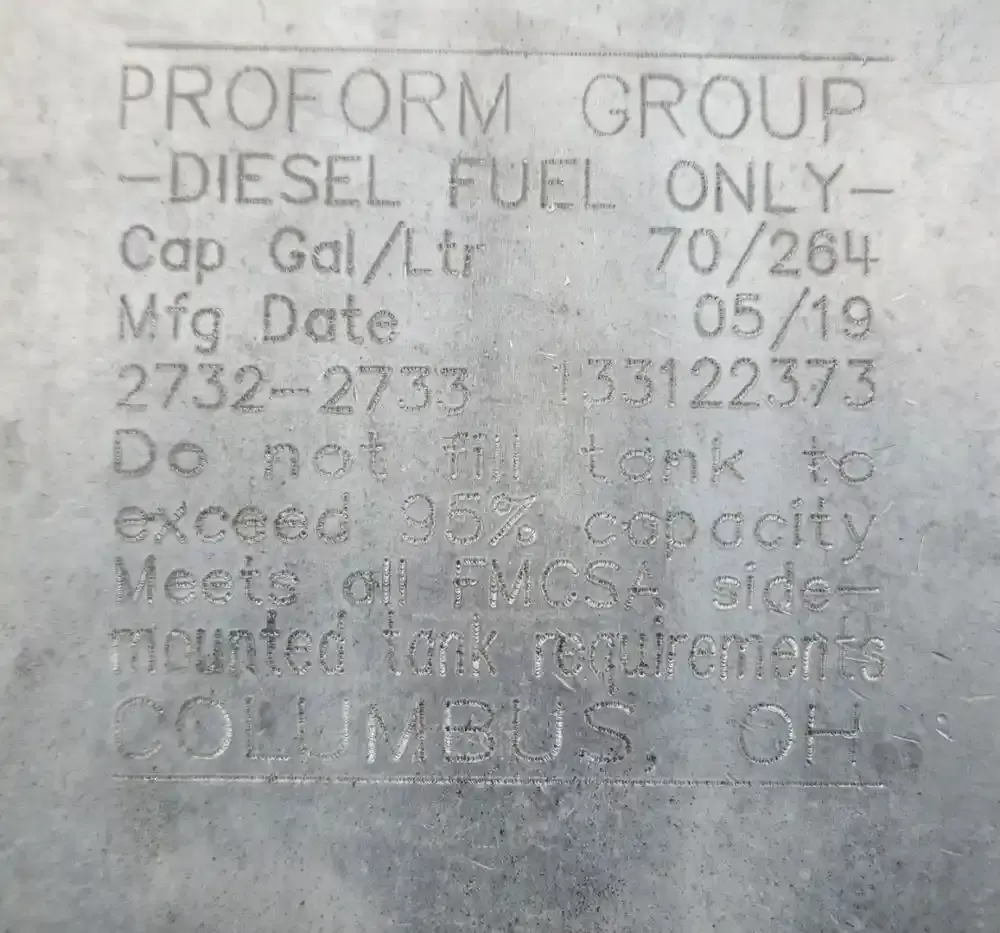 PROFORM GROUP
-DIESEL FUEL ONLY-
Cap Gal/Ltr 70/264
Mfg Date 05/19
2732-2733 133122373
Do not fill tank to
exceed 95% capacity
Meets all FMCSA side-
mounted tank requirements
COLUMBUS, OH